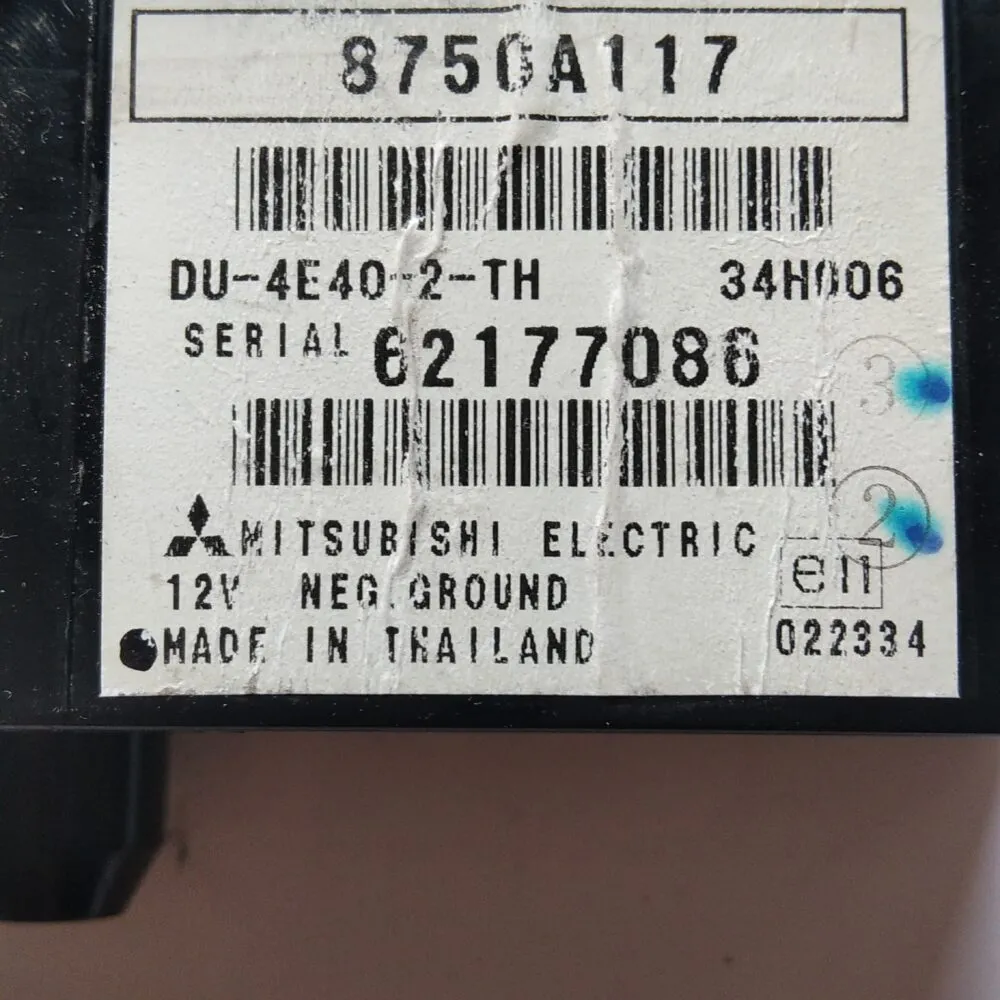 8750A117
DU-4E40-2-TH 34H006
SERIAL 62177086
3
2
MITSUBISHI ELECTRIC
12V NEG.GROUND
e11
MADE IN THAILAND
022334